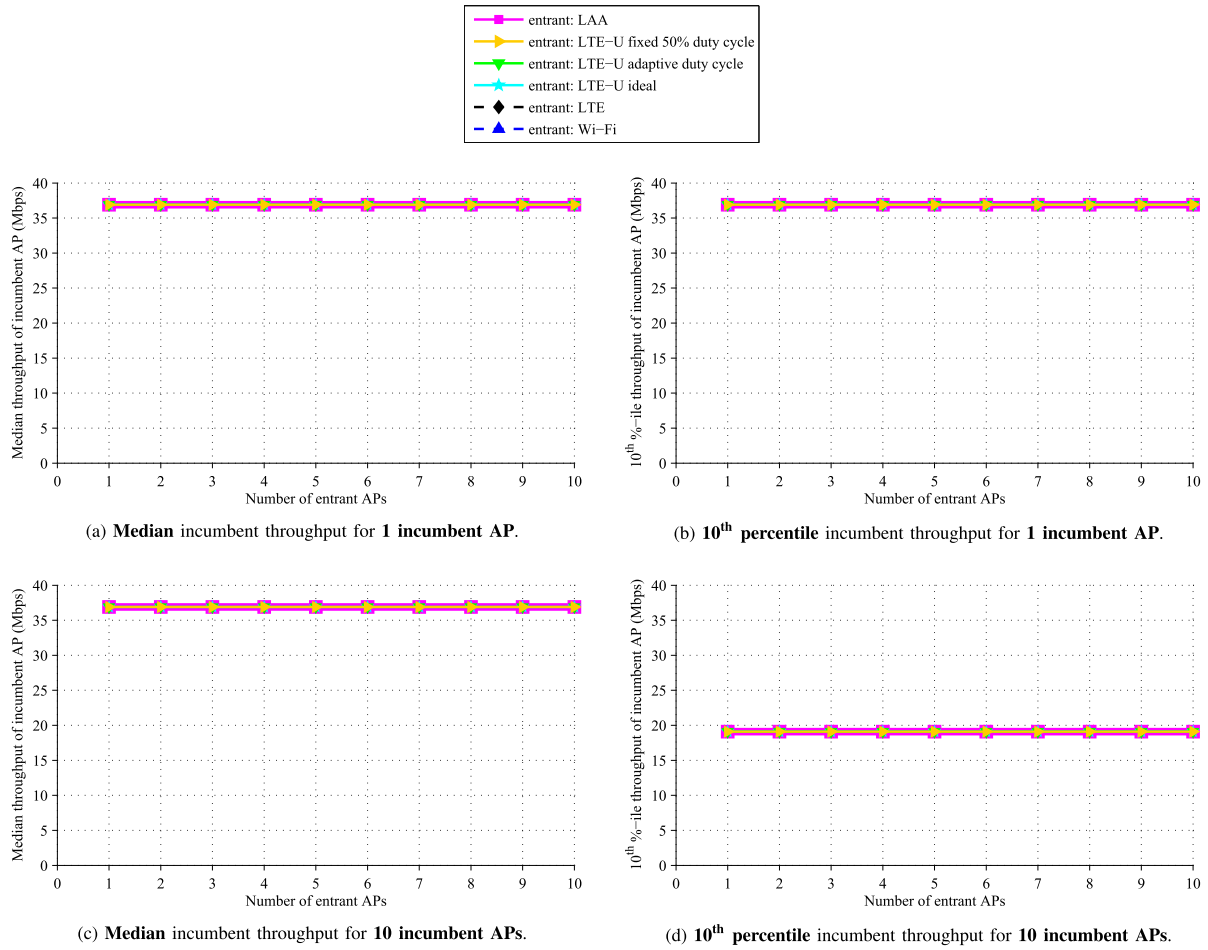 entrant: LAA
entrant: LTE−U fixed 50% duty cycle
entrant: LTE−U adaptive duty cycle
entrant: LTE−U ideal
entrant: LTE
entrant: Wi−Fi
Median throughput of incumbent AP (Mbps)
40
35
30
25
20
15
10
5
0
0 1 2 3 4 5 6 7 8 9 10
Number of entrant APs
(a) Median incumbent throughput for 1 incumbent AP.
10th %−ile throughput of incumbent AP (Mbps)
40
35
30
25
20
15
10
5
0
0 1 2 3 4 5 6 7 8 9 10
Number of entrant APs
(b) 10th percentile incumbent throughput for 1 incumbent AP.
Median throughput of incumbent AP (Mbps)
40
35
30
25
20
15
10
5
0
0 1 2 3 4 5 6 7 8 9 10
Number of entrant APs
(c) Median incumbent throughput for 10 incumbent APs.
10th %−ile throughput of incumbent AP (Mbps)
40
35
30
25
20
15
10
5
0
0 1 2 3 4 5 6 7 8 9 10
Number of entrant APs
(d) 10th percentile incumbent throughput for 10 incumbent APs.